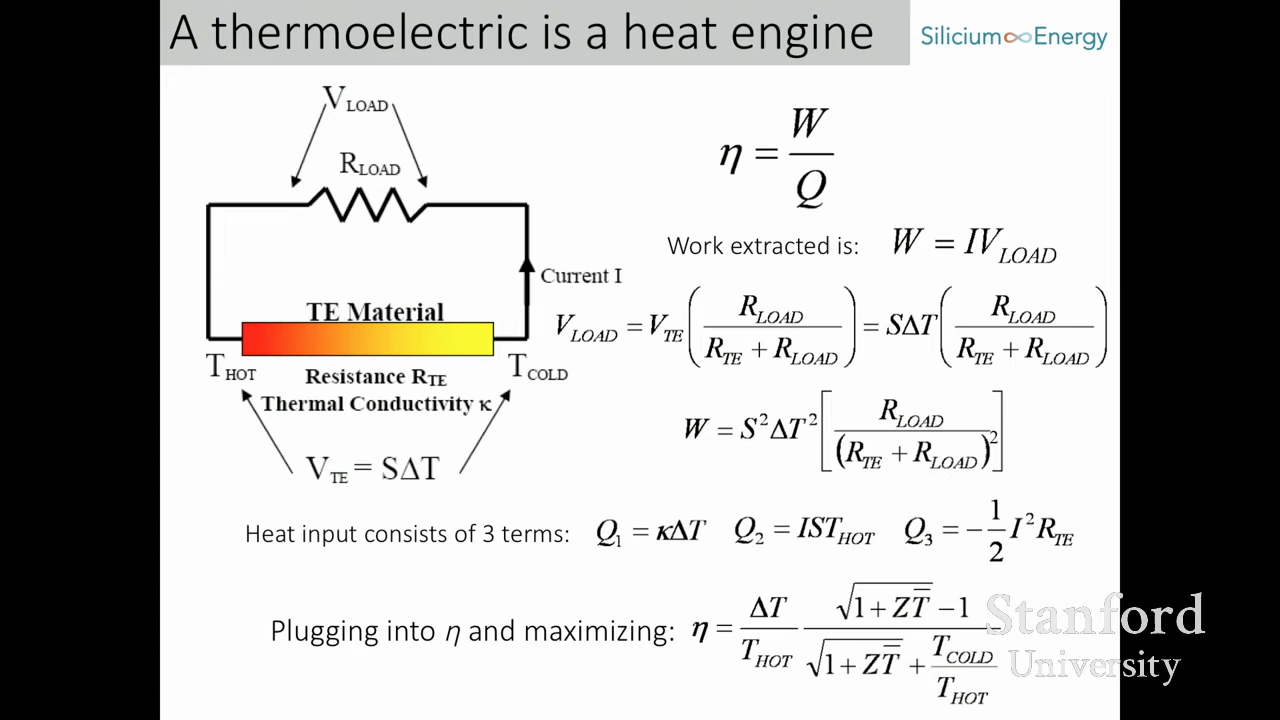 A thermoelectric is a heat engine
Silicium∞Energy
V_LOAD
R_LOAD
Current I
TE Material
T_HOT
T_COLD
Resistance R_TE
Thermal Conductivity κ
V_TE = SΔT
η = W/Q
Work extracted is: W = IV_LOAD
V_LOAD = V_TE (R_LOAD / (R_TE + R_LOAD)) = SΔT (R_LOAD / (R_TE + R_LOAD))
W = S²ΔT² [R_LOAD / (R_TE + R_LOAD)²]
Heat input consists of 3 terms: Q₁ = κΔT Q₂ = IST_HOT Q₃ = −1/2 I²R_TE
Plugging into η and maximizing: η = ΔT/T_HOT (√(1 + ZT̅) − 1) / (√(1 + ZT̅) + T_COLD/T_HOT)
Stanford
University